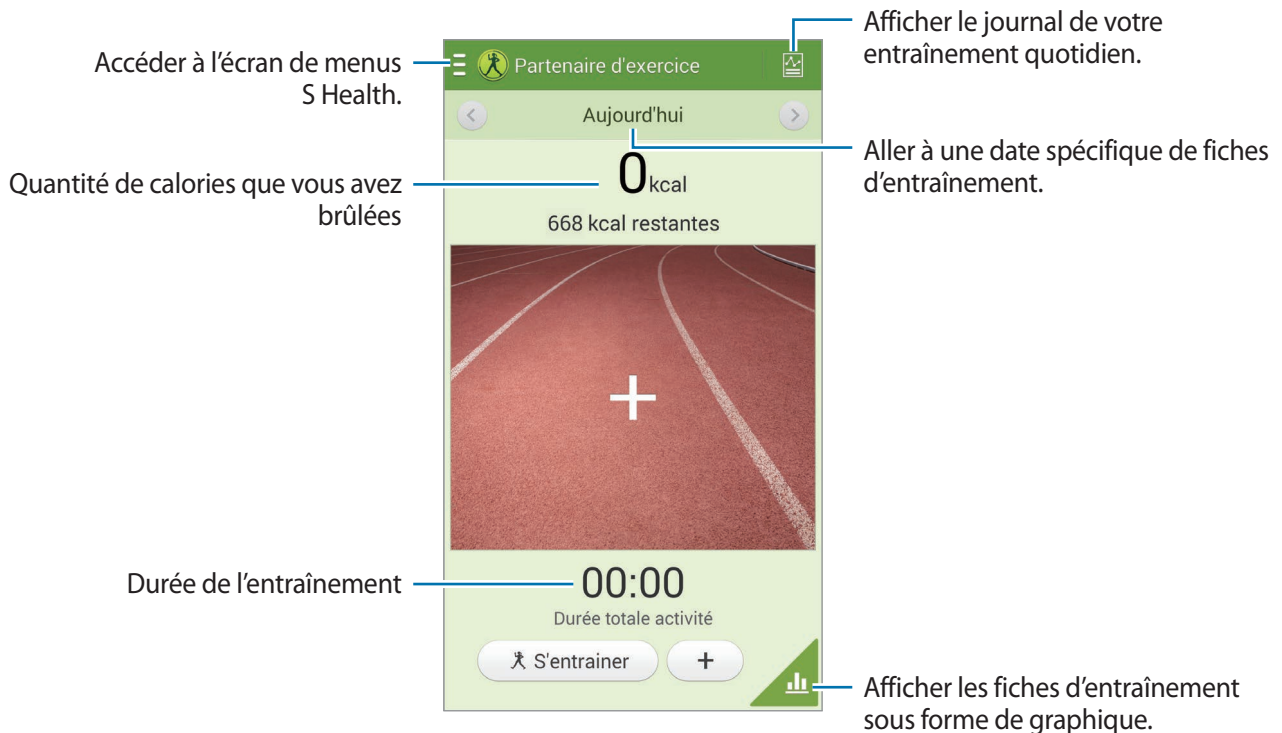 Accéder à l'écran de menus
S Health.
Quantité de calories que vous avez
brûlées
Durée de l'entraînement
Partenaire d'exercice
Aujourd'hui
0 kcal
668 kcal restantes
00:00
Durée totale activité
S'entrainer
+
Afficher le journal de votre
entraînement quotidien.
Aller à une date spécifique de fiches
d'entraînement.
Afficher les fiches d'entraînement
sous forme de graphique.